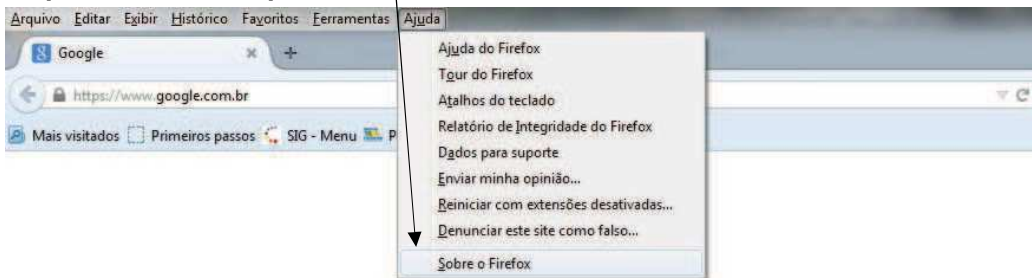 Arquivo Editar Exibir Histórico Favoritos Ferramentas Ajuda
Google
https://www.google.com.br
Mais visitados Primeiros passos SIG - Menu P
Ajuda do Firefox
Tour do Firefox
Atalhos do teclado
Relatório de Integridade do Firefox
Dados para suporte
Enviar minha opinião...
Reiniciar com extensões desativadas...
Denunciar este site como falso...
Sobre o Firefox